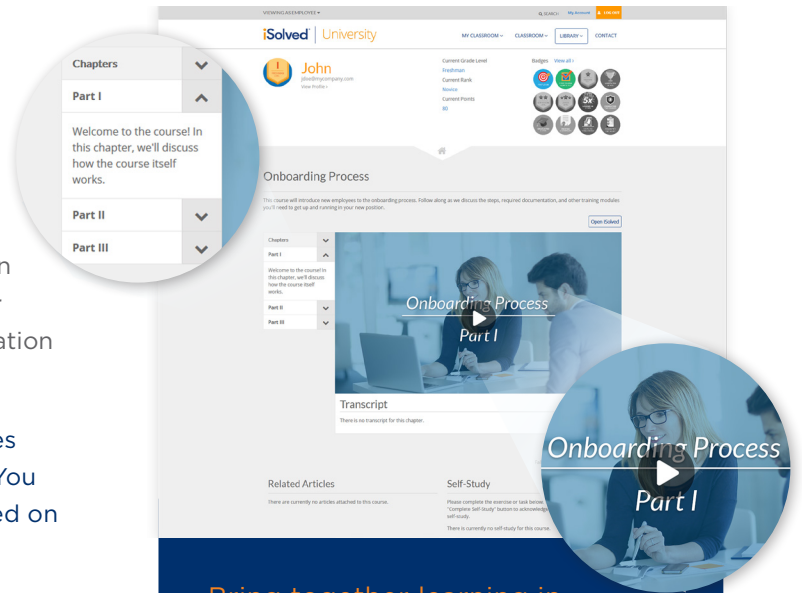 VIEWING AS EMPLOYEE
SEARCH My Account LOG OUT
iSolved University
MY CLASSROOM CLASSROOM LIBRARY CONTACT
John
jdoe@mycompany.com
View Profile ›
Current Grade Level
Freshman
Current Rank
Novice
Current Points
80
Badges View all ›
5x
Chapters
Part I
Welcome to the course! In
this chapter, we'll discuss
how the course itself
works.
Part II
Part III
Onboarding Process
This course will introduce new employees to the onboarding process. Follow along as we discuss the steps, required documentation, and other training modules
you'll need to get up and running in your new position.
Open iSolved
Chapters
Part I
Welcome to the course! In
this chapter, we'll discuss
how the course itself
works.
Part II
Part III
Onboarding Process
Part I
Transcript
There is no transcript for this chapter.
Onboarding Process
Part I
Related Articles
There are currently no articles attached to this course.
Self-Study
Please complete the exercise or task below.
"Complete Self-Study" button to acknowledge
self-study.
There is currently no self-study for this course.
ation
es
You
ed on
Bring together learning in